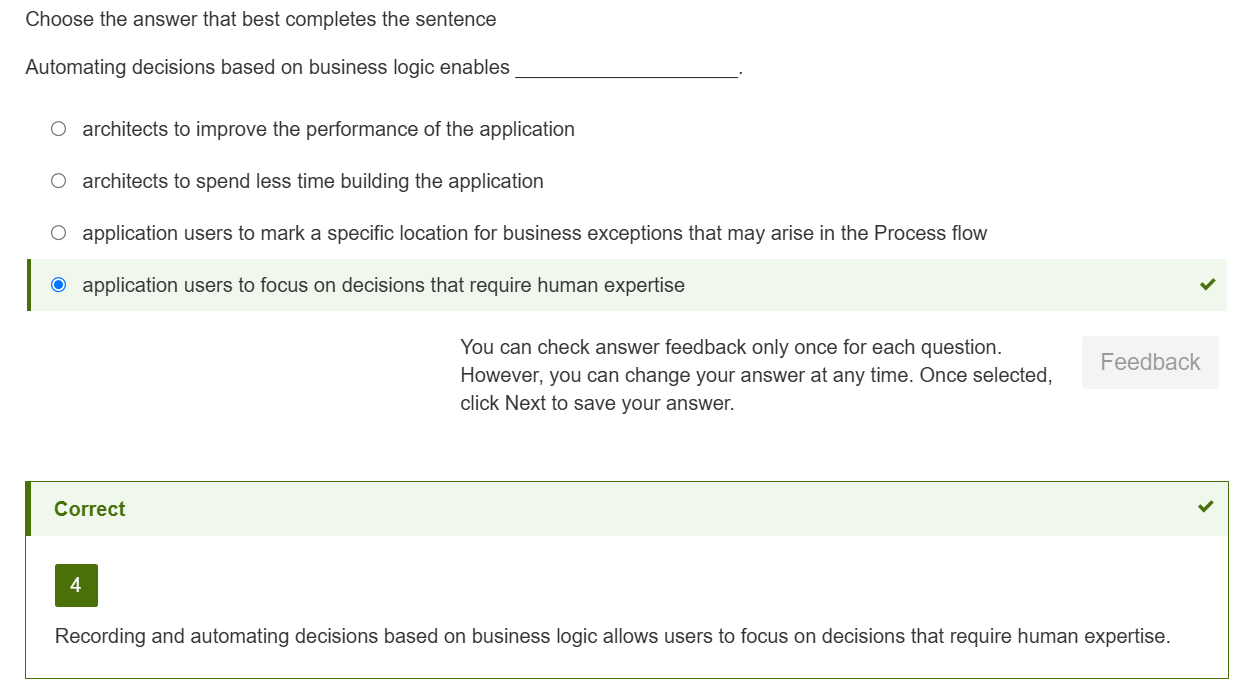 Choose the answer that best completes the sentence
Automating decisions based on business logic enables ____________________.
architects to improve the performance of the application
architects to spend less time building the application
application users to mark a specific location for business exceptions that may arise in the Process flow
application users to focus on decisions that require human expertise
You can check answer feedback only once for each question.
However, you can change your answer at any time. Once selected,
click Next to save your answer.
Feedback
Correct
4
Recording and automating decisions based on business logic allows users to focus on decisions that require human expertise.